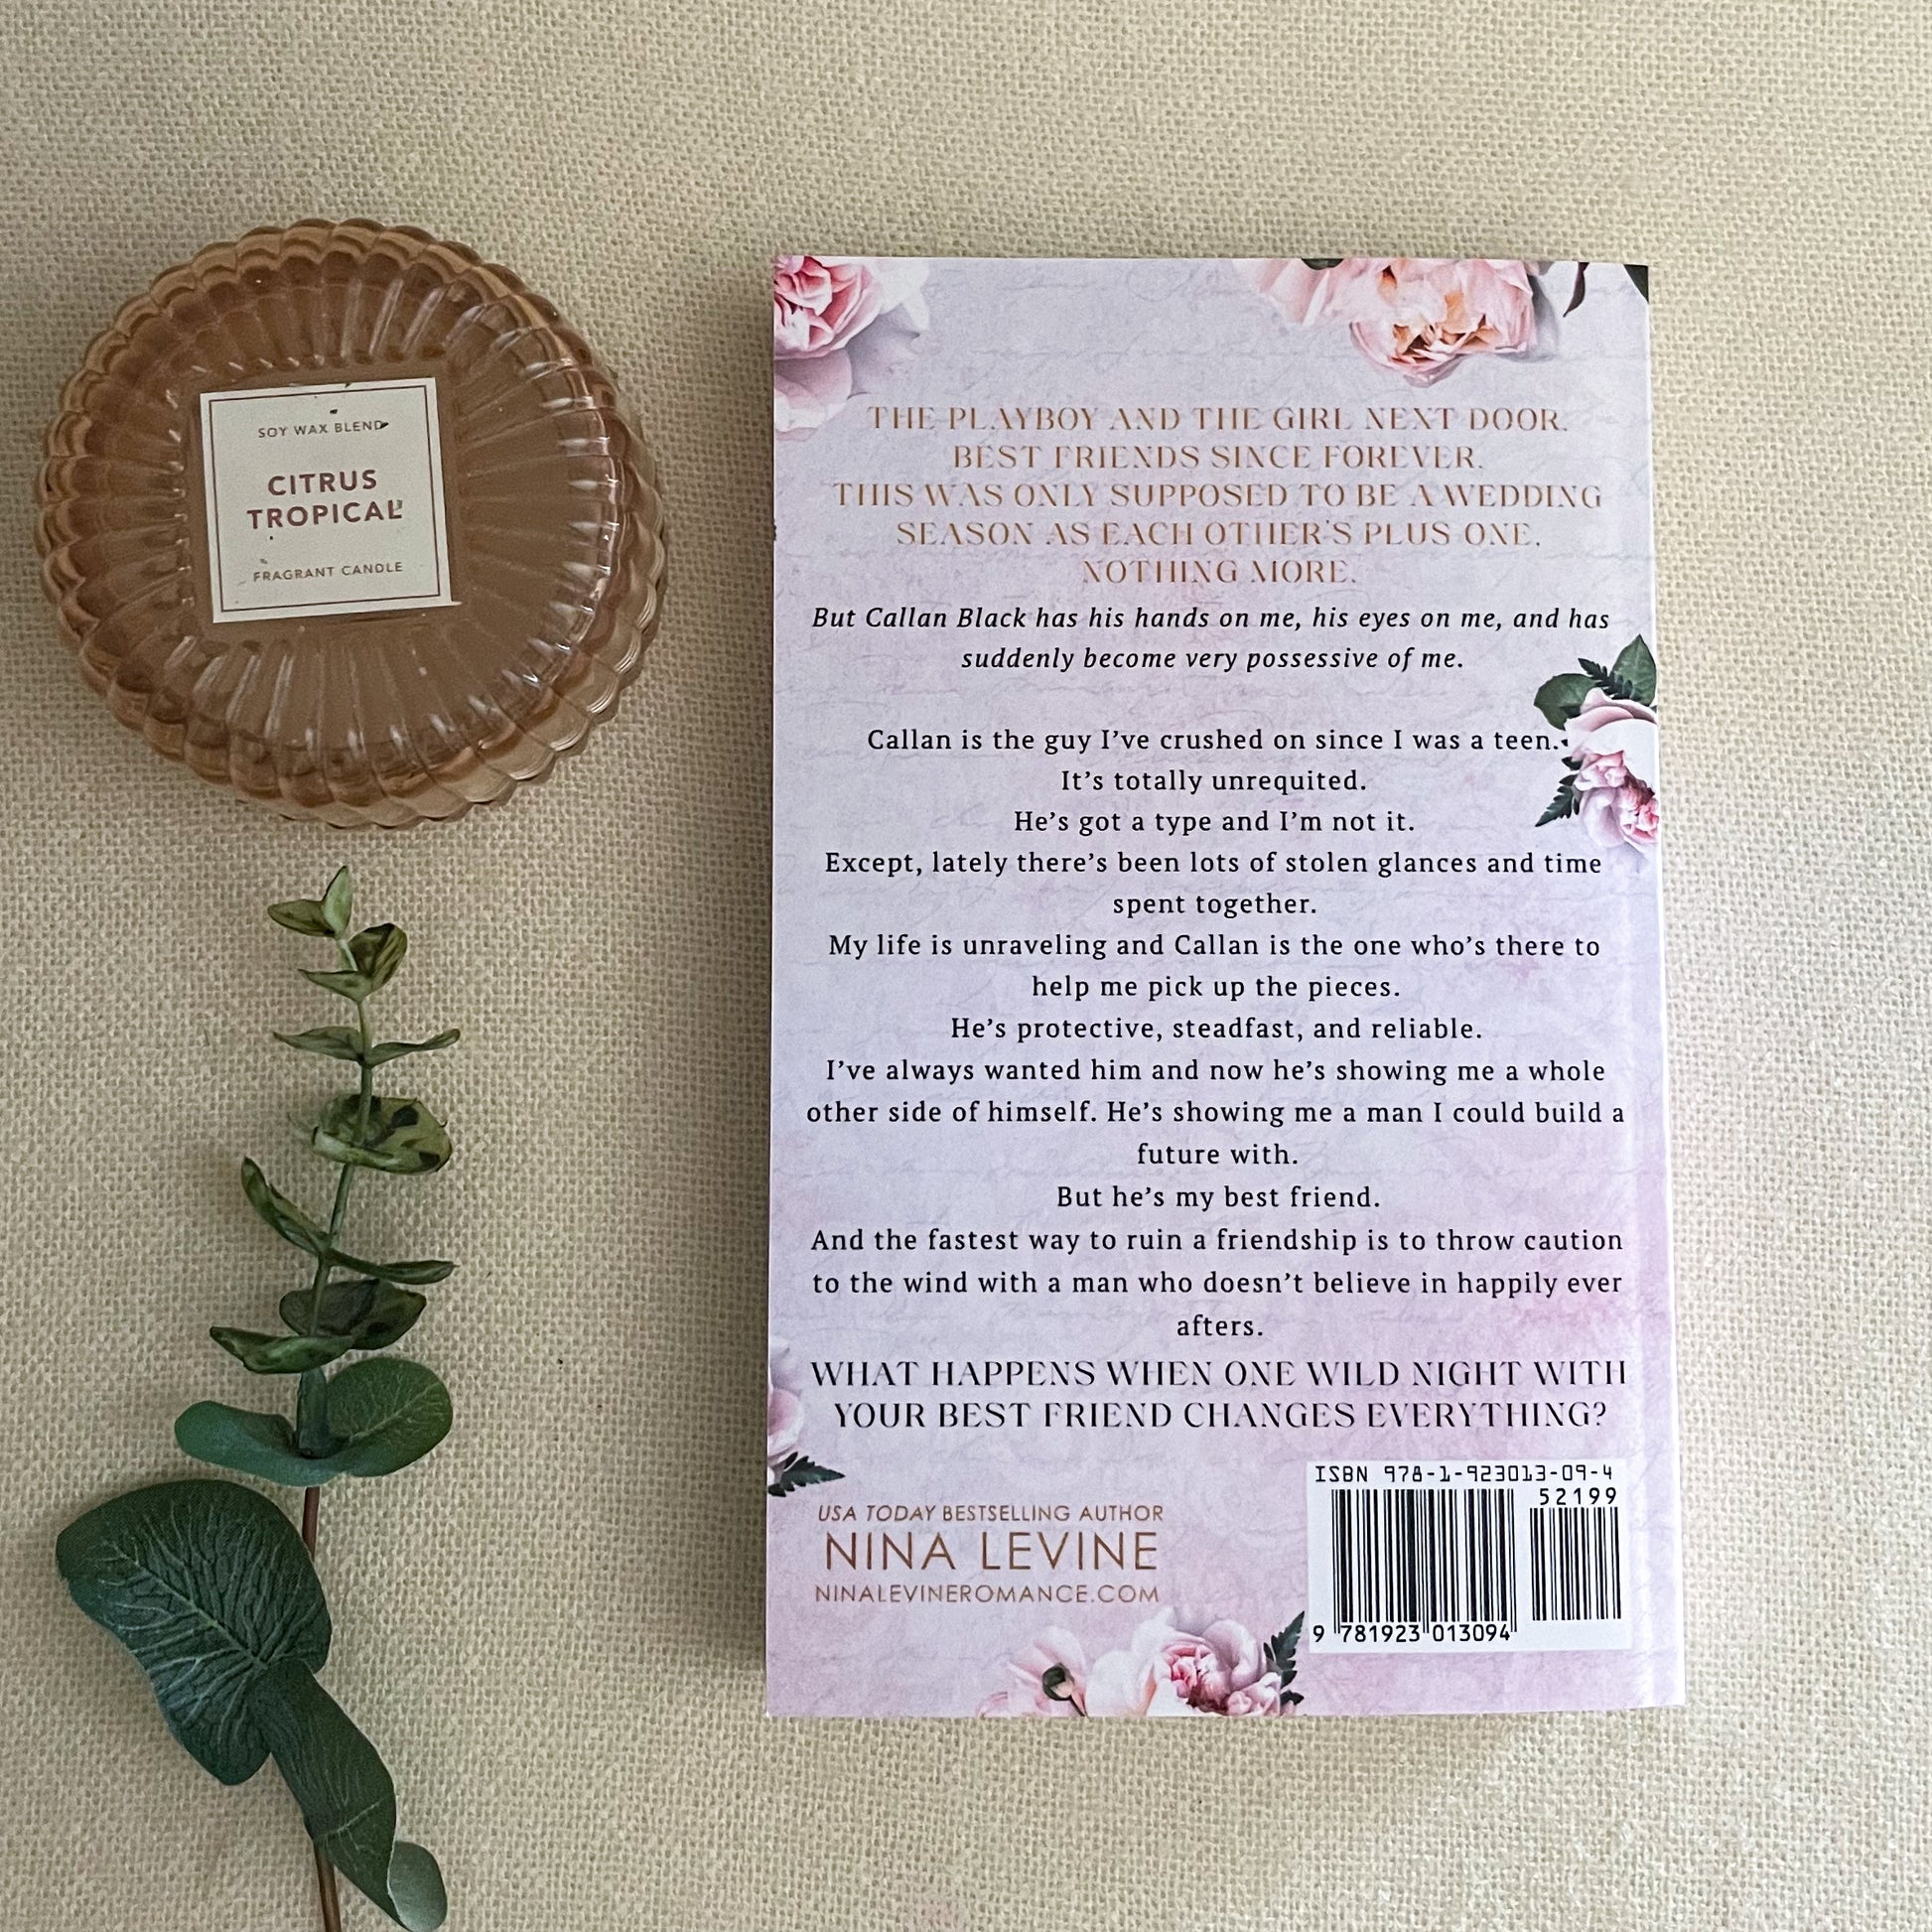 SOY WAX BLEND
CITRUS
TROPICAL
FRAGRANT CANDLE
THE PLAYBOY AND THE GIRL NEXT DOOR.
BEST FRIENDS SINCE FOREVER.
THIS WAS ONLY SUPPOSED TO BE A WEDDING
SEASON AS EACH OTHER'S PLUS ONE.
NOTHING MORE.
But Callan Black has his hands on me, his eyes on me, and has
suddenly become very possessive of me.
Callan is the guy I’ve crushed on since I was a teen.
It’s totally unrequited.
He’s got a type and I’m not it.
Except, lately there’s been lots of stolen glances and time
spent together.
My life is unraveling and Callan is the one who’s there to
help me pick up the pieces.
He’s protective, steadfast, and reliable.
I’ve always wanted him and now he’s showing me a whole
other side of himself. He’s showing me a man I could build a
future with.
But he’s my best friend.
And the fastest way to ruin a friendship is to throw caution
to the wind with a man who doesn’t believe in happily ever
afters.
WHAT HAPPENS WHEN ONE WILD NIGHT WITH
YOUR BEST FRIEND CHANGES EVERYTHING?
USA TODAY BESTSELLING AUTHOR
NINA LEVINE
NINALEVINEROMANCE.COM
ISBN 978-1-923013-09-4
52199
9 781923 013094